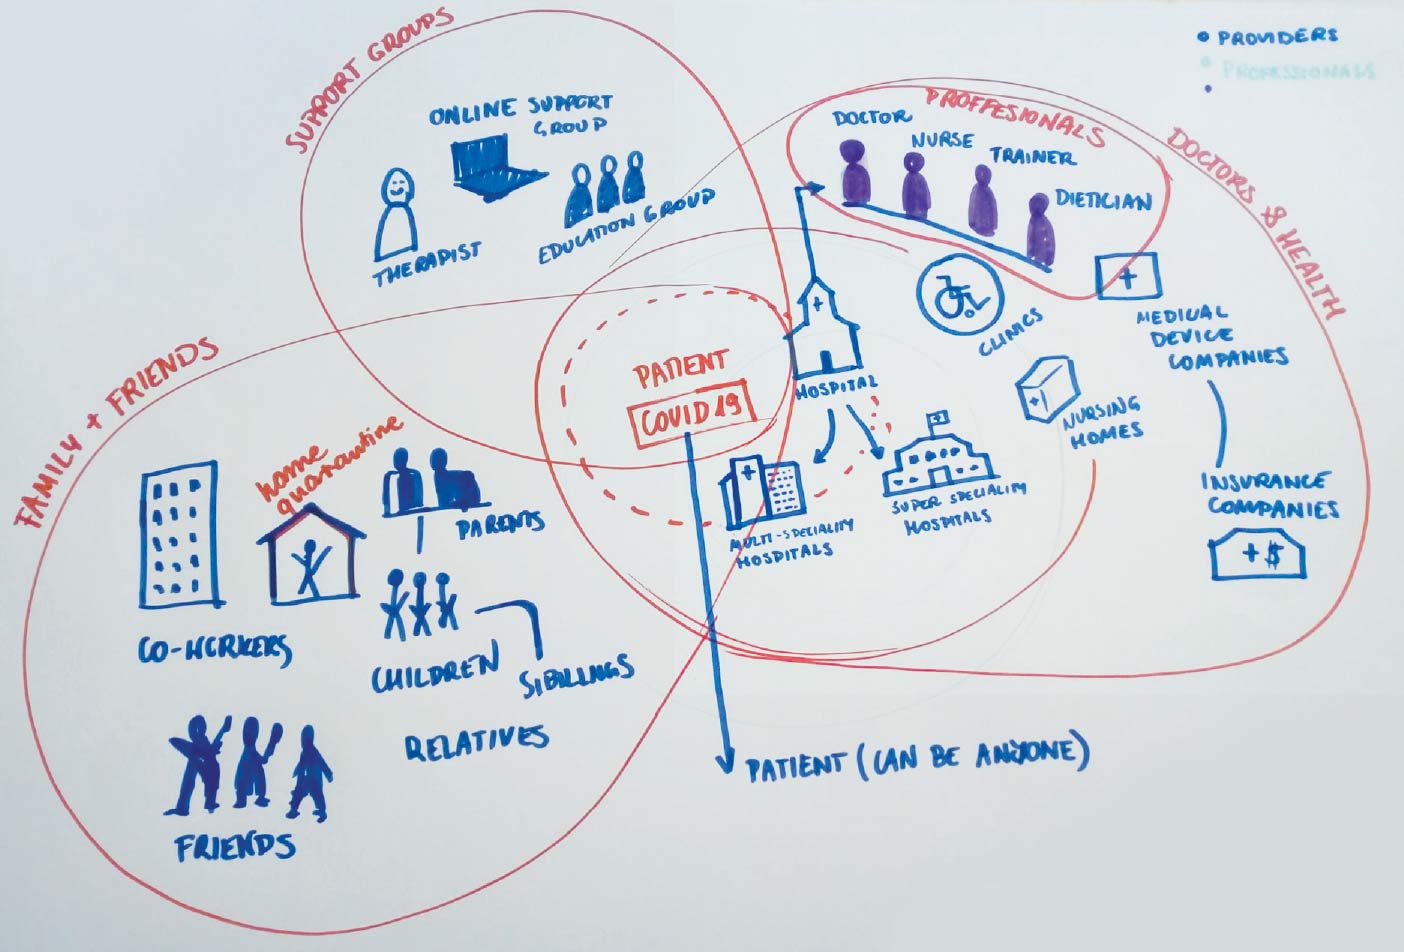 SUPPORT GROUPS
ONLINE SUPPORT
GROUP
THERAPIST
EDUCATION GROUP
PROVIDERS
PROFESSIONALS
PROFFESIONALS
DOCTOR
NURSE
TRAINER
DIETICIAN
DOCTORS & HEALTH
CLINICS
MEDICAL
DEVICE
COMPANIES
NURSING
HOMES
INSURANCE
COMPANIES
+ $
HOSPITAL
MULTI-SPECIALITY
HOSPITALS
SUPER SPECIALITY
HOSPITALS
PATIENT
COVID 19
FAMILY + FRIENDS
home
quarantine
PARENTS
CO-WORKERS
CHILDREN
SIBILLINGS
RELATIVES
FRIENDS
PATIENT (CAN BE ANYONE)